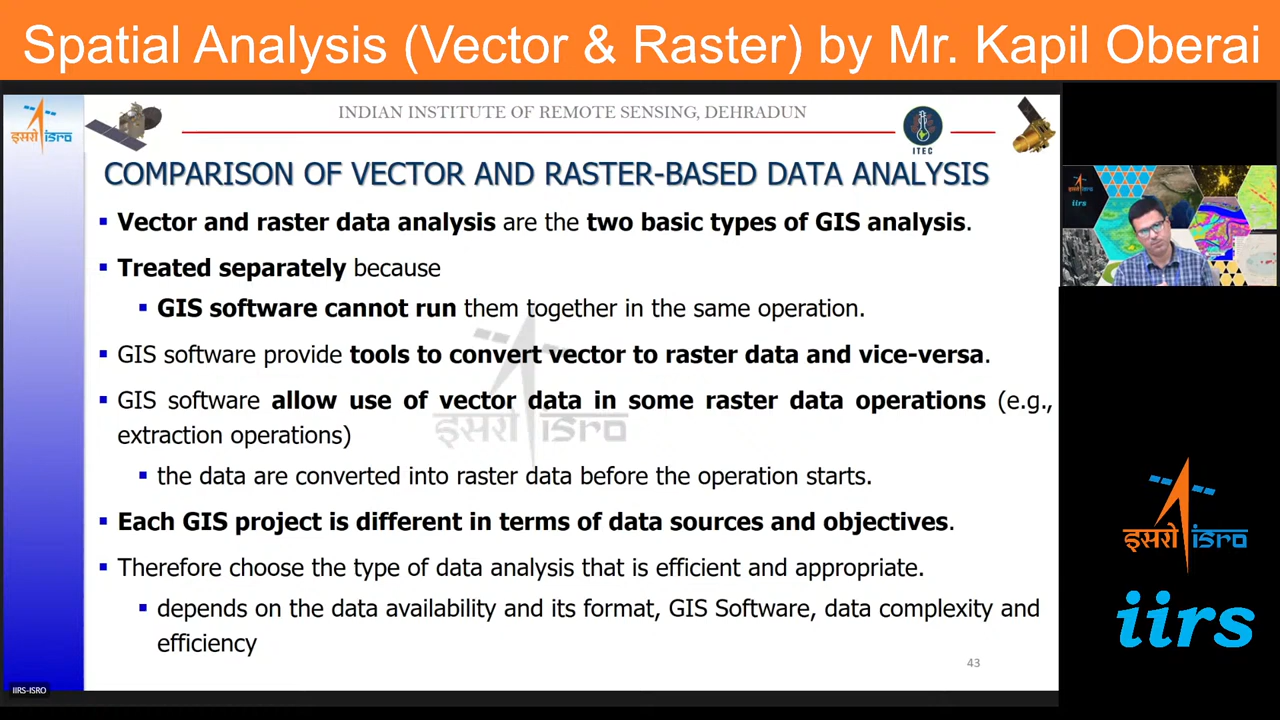 Spatial Analysis (Vector & Raster) by Mr. Kapil Oberai
INDIAN INSTITUTE OF REMOTE SENSING, DEHRADUN
इसरो isro
ITEC
COMPARISON OF VECTOR AND RASTER-BASED DATA ANALYSIS
▪ Vector and raster data analysis are the two basic types of GIS analysis.
▪ Treated separately because
▪ GIS software cannot run them together in the same operation.
▪ GIS software provide tools to convert vector to raster data and vice-versa.
▪ GIS software allow use of vector data in some raster data operations (e.g.,
extraction operations)
▪ the data are converted into raster data before the operation starts.
▪ Each GIS project is different in terms of data sources and objectives.
▪ Therefore choose the type of data analysis that is efficient and appropriate.
▪ depends on the data availability and its format, GIS Software, data complexity and
efficiency
43
IIRS-ISRO
इसरो isro
iirs
इसरो isro
iirs